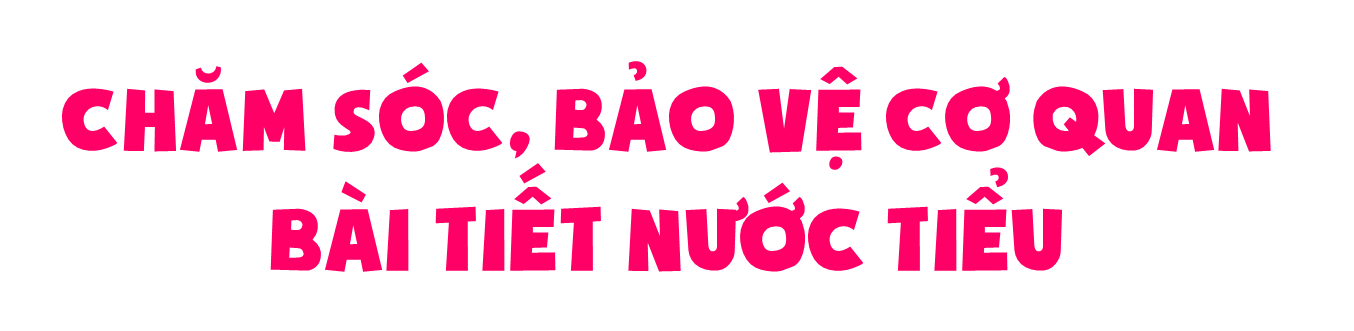 CHĂM SÓC, BẢO VỆ CƠ QUAN
BÀI TIẾT NƯỚC TIỂU